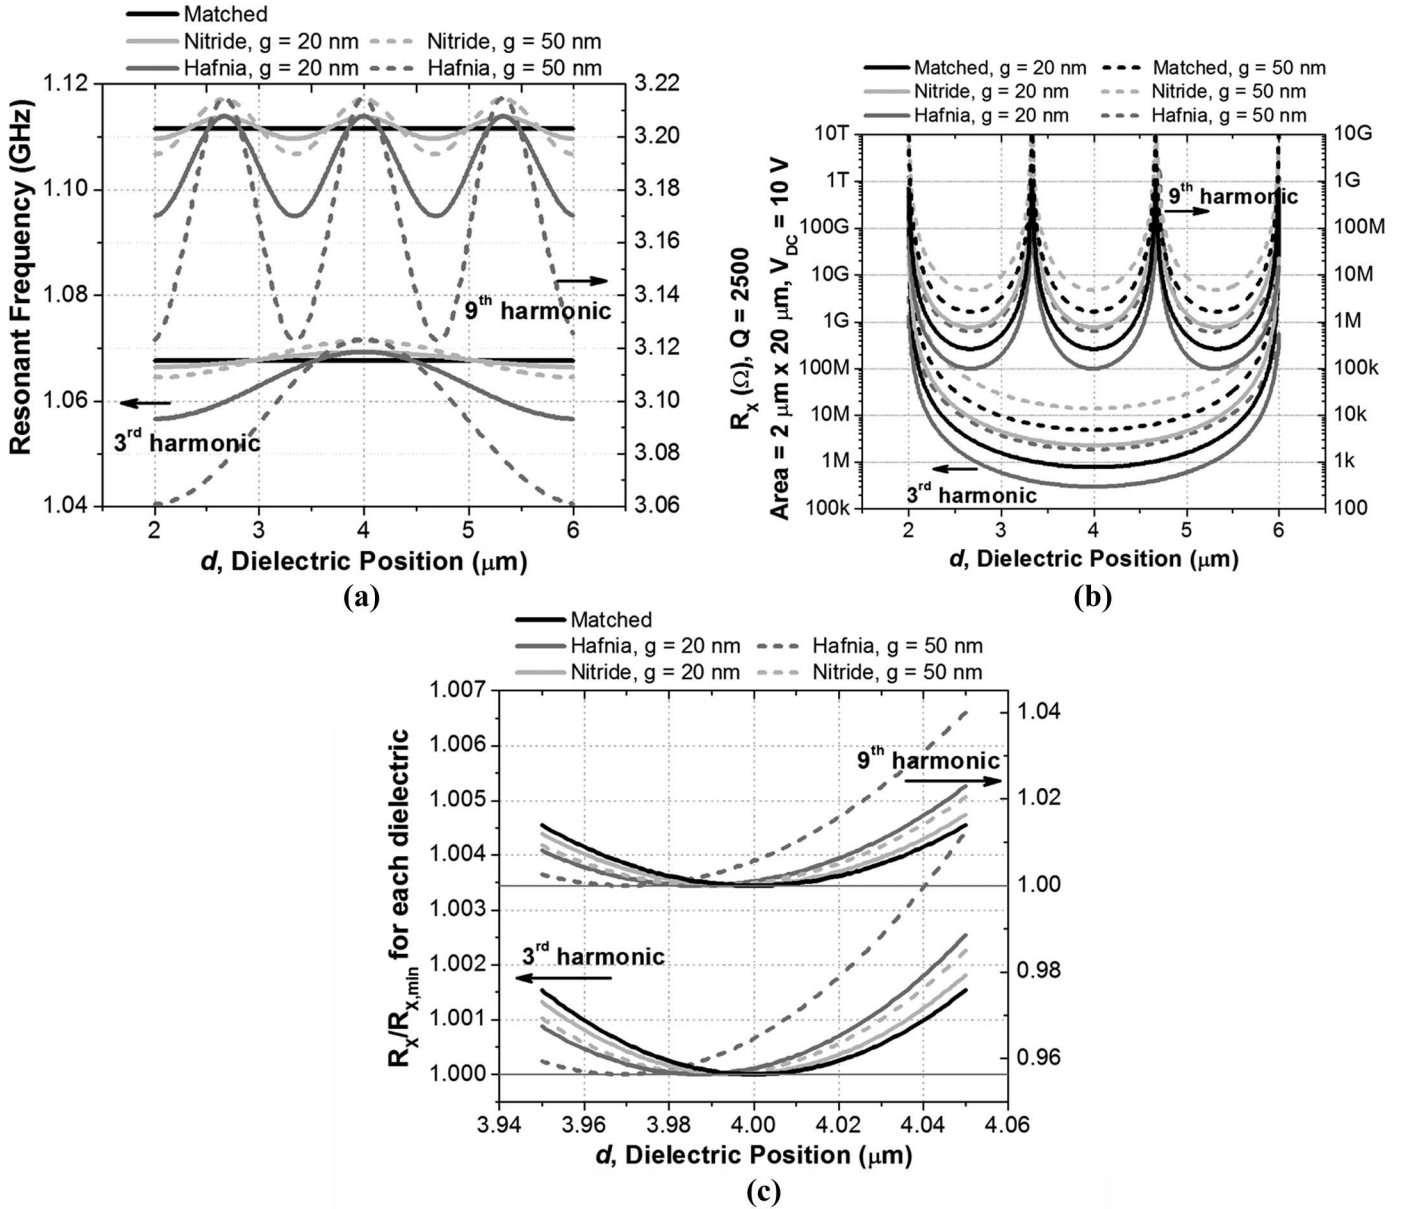 Matched
Nitride, g = 20 nm
Nitride, g = 50 nm
Hafnia, g = 20 nm
Hafnia, g = 50 nm
Resonant Frequency (GHz)
1.12
1.10
1.08
1.06
1.04
3.22
3.20
3.18
3.16
3.14
3.12
3.10
3.08
3.06
9th harmonic
3rd harmonic
2
3
4
5
6
d, Dielectric Position (μm)
(a)
Matched, g = 20 nm
Matched, g = 50 nm
Nitride, g = 20 nm
Nitride, g = 50 nm
Hafnia, g = 20 nm
Hafnia, g = 50 nm
RX (Ω), Q = 2500
Area = 2 μm x 20 μm, VDC = 10 V
10T
1T
100G
10G
1G
100M
10M
1M
100k
10G
1G
100M
10M
1M
100k
10k
1k
100
9th harmonic
3rd harmonic
2
3
4
5
6
d, Dielectric Position (μm)
(b)
Matched
Hafnia, g = 20 nm
Hafnia, g = 50 nm
Nitride, g = 20 nm
Nitride, g = 50 nm
RX/RX,min for each dielectric
1.007
1.006
1.005
1.004
1.003
1.002
1.001
1.000
1.04
1.02
1.00
0.98
0.96
9th harmonic
3rd harmonic
3.94
3.96
3.98
4.00
4.02
4.04
4.06
d, Dielectric Position (μm)
(c)